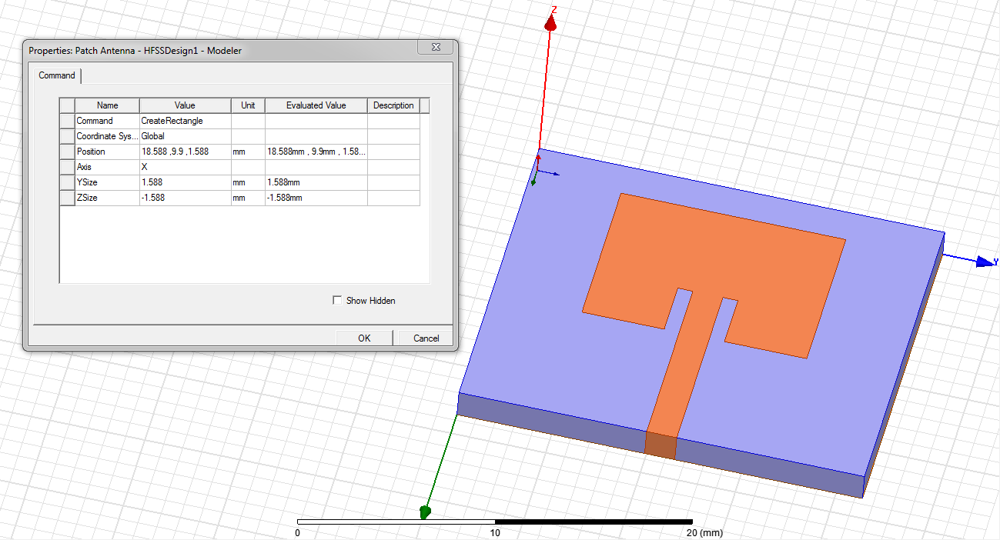 Z
Properties: Patch Antenna - HFSSDesign1 - Modeler
Command
Name Value Unit Evaluated Value Description
Command CreateRectangle
Coordinate Sys... Global
Position 18.588 ,9.9 ,1.588 mm 18.588mm , 9.9mm , 1.58...
Axis X
YSize 1.588 mm 1.588mm
ZSize -1.588 mm -1.588mm
Y
Show Hidden
OK Cancel
0 10 20 (mm)